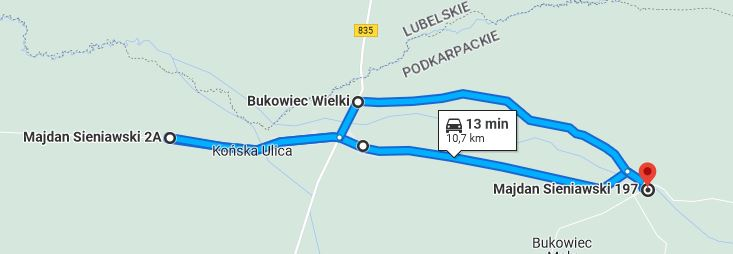 LUBELSKIE
835
PODKARPACKIE
Bukowiec Wielki
13 min
10,7 km
Majdan Sieniawski 2A
Końska Ulica
Majdan Sieniawski 197
Bukowiec